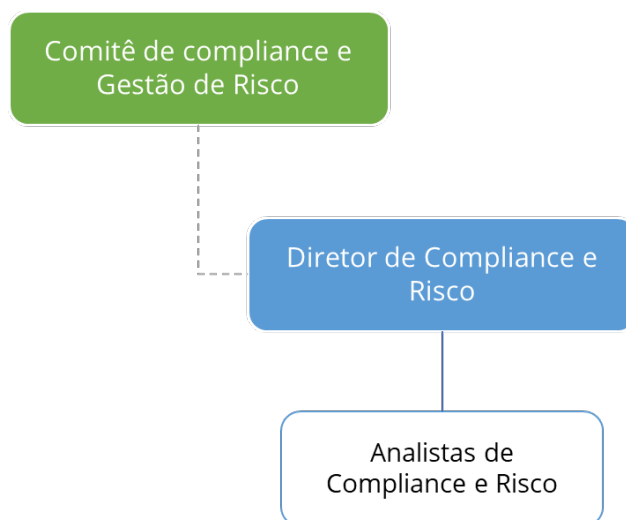 Comitê de compliance e
Gestão de Risco
Diretor de Compliance e
Risco
Analistas de
Compliance e Risco